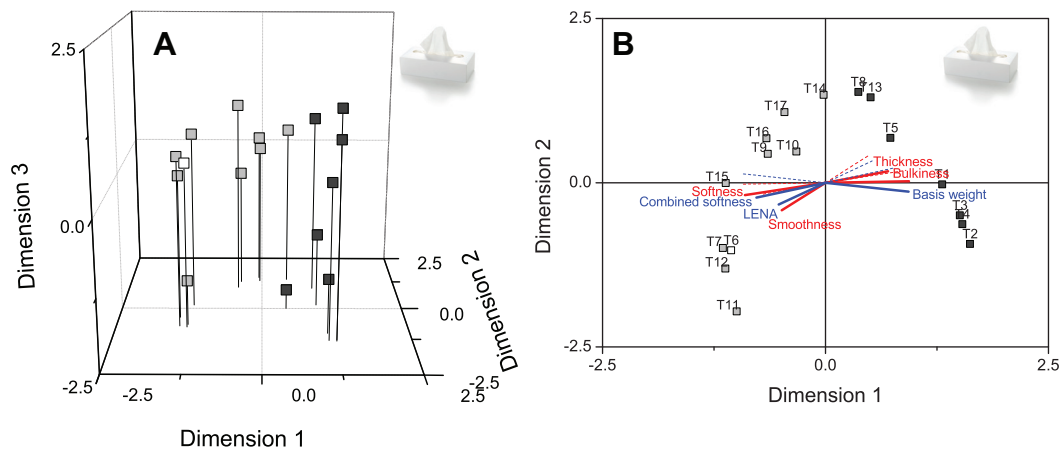 A
2.5
0.0
-2.5
Dimension 3
-2.5
0.0
2.5
Dimension 1
2.5
0.0
-2.5
Dimension 2
B
2.5
0.0
-2.5
Dimension 2
T14
T8
T13
T17
T5
T16
T9
T10
Thickness
Bulkiness
T1
T15
Softness
Combined softness
Basis weight
LENA
Smoothness
T3
T4
T2
T7
T6
T12
T11
-2.5
0.0
2.5
Dimension 1